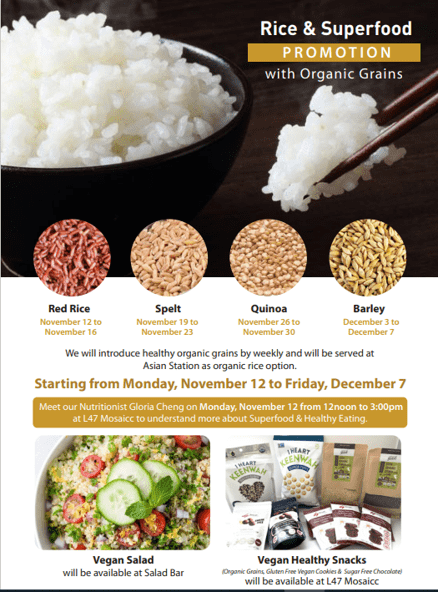 Rice & Superfood
PROMOTION
with Organic Grains
Red Rice
November 12 to
November 16
Spelt
November 19 to
November 23
Quinoa
November 26 to
November 30
Barley
December 3 to
December 7
We will introduce healthy organic grains by weekly and will be served at
Asian Station as organic rice option.
Starting from Monday, November 12 to Friday, December 7
Meet our Nutritionist Gloria Cheng on Monday, November 12 from 12noon to 3:00pm
at L47 Mosaicc to understand more about Superfood & Healthy Eating.
I HEART
KEENWAH
I HEART
KEENWAH
Vegan Salad
will be available at Salad Bar
Vegan Healthy Snacks
(Organic Grains, Gluten Free Vegan Cookies & Sugar Free Chocolate)
will be available at L47 Mosaicc